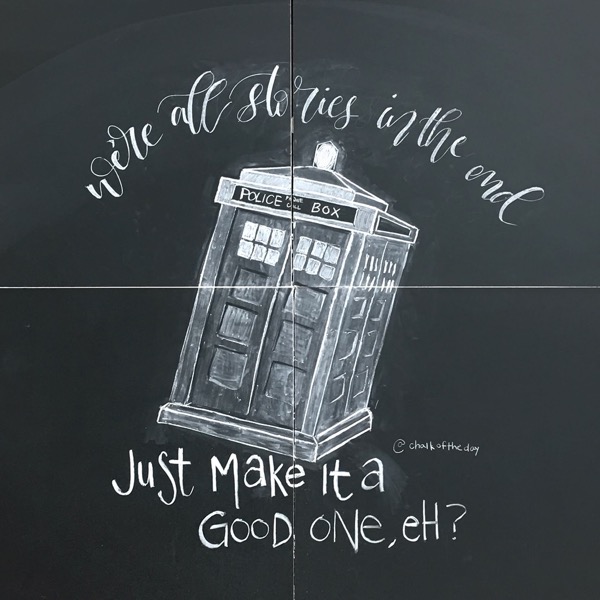 we're all stories in the end
POLICE PUBLIC CALL BOX
@chalkoftheday
Just Make it a
GOOD ONE, eH?